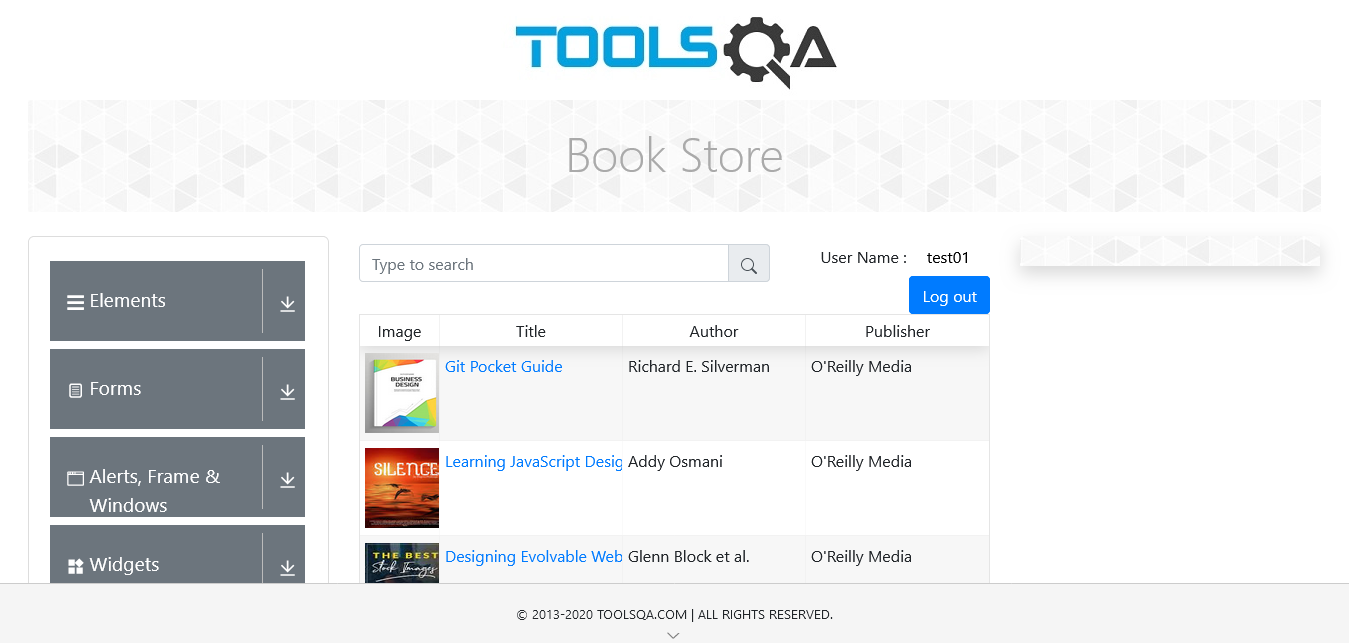 TOOLSQA
Book Store
Elements
Forms
Alerts, Frame &
Windows
Widgets
Type to search
User Name :
test01
Log out
Image Title Author Publisher
BUSINESS
DESIGN
Git Pocket Guide Richard E. Silverman O'Reilly Media
SILENCE
Learning JavaScript Desig Addy Osmani O'Reilly Media
THE BEST
Stock Images
Designing Evolvable Web Glenn Block et al. O'Reilly Media
© 2013-2020 TOOLSQA.COM | ALL RIGHTS RESERVED.